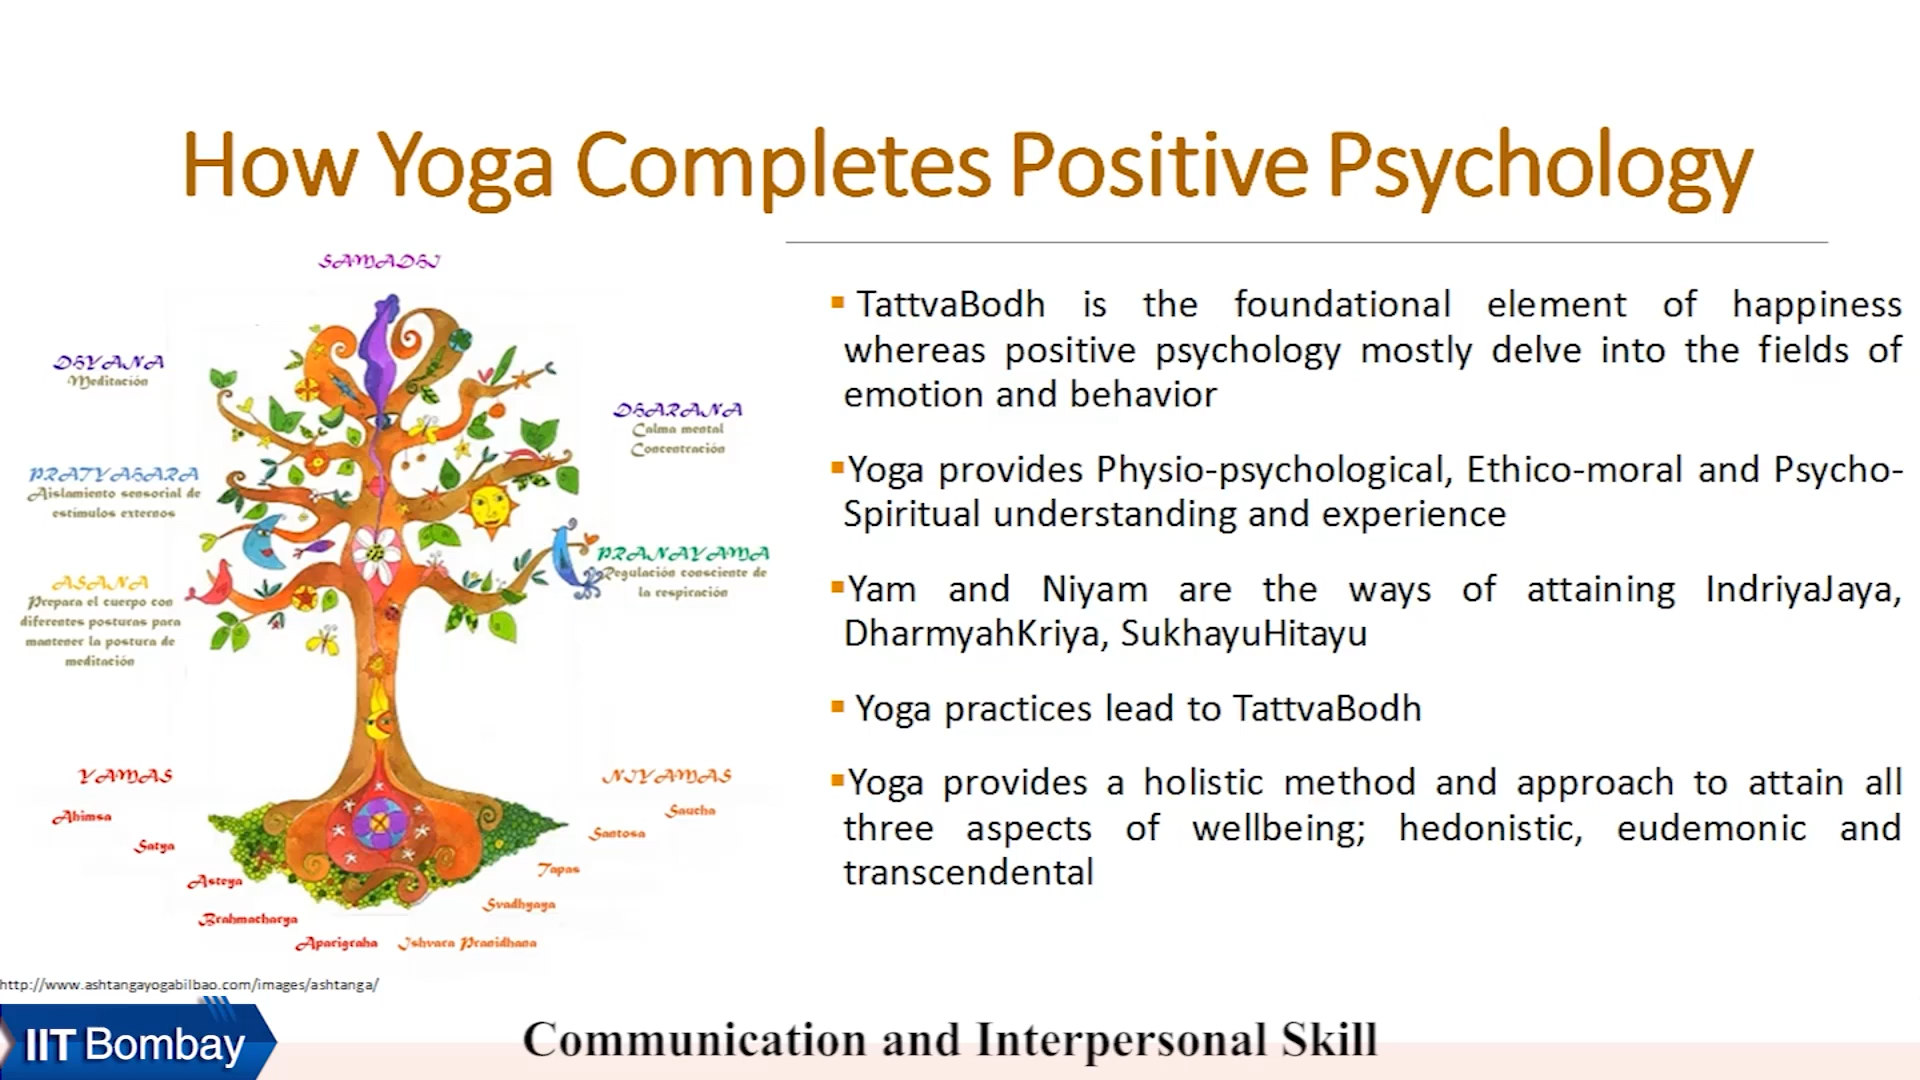 How Yoga Completes Positive Psychology
SAMADHI
DHYANA
Meditación
DHARANA
Calma mental
Concentración
PRATYAHARA
Aislamiento sensorial de
estímulos externos
PRANAYAMA
Regulación consciente de
la respiración
ASANA
Prepara el cuerpo con
diferentes posturas para
mantener la postura de
meditación
YAMAS
Ahimsa
Satya
Asteya
Brahmacharya
Aparigraha
NIYAMAS
Saucha
Santosa
Tapas
Svadhyaya
Ishvara Pranidhana
http://www.ashtangayogabilbao.com/images/ashtanga/
TattvaBodh is the foundational element of happiness
whereas positive psychology mostly delve into the fields of
emotion and behavior
Yoga provides Physio-psychological, Ethico-moral and Psycho-
Spiritual understanding and experience
Yam and Niyam are the ways of attaining IndriyaJaya,
DharmyahKriya, SukhayuHitayu
Yoga practices lead to TattvaBodh
Yoga provides a holistic method and approach to attain all
three aspects of wellbeing; hedonistic, eudemonic and
transcendental
IIT Bombay
Communication and Interpersonal Skill